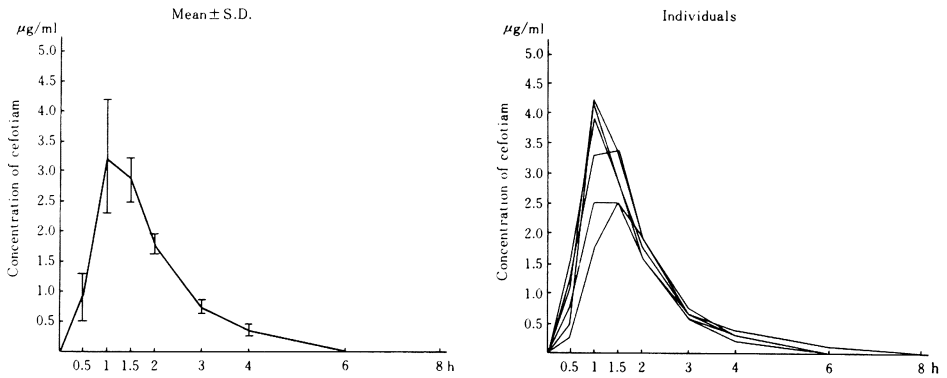 Mean ± S.D.
μg/ml
Concentration of cefotiam
5.0
4.5
4.0
3.5
3.0
2.5
2.0
1.5
1.0
0.5
0.5 1 1.5 2 3 4 6 8 h
Individuals
μg/ml
Concentration of cefotiam
5.0
4.5
4.0
3.5
3.0
2.5
2.0
1.5
1.0
0.5
0.5 1 1.5 2 3 4 6 8 h